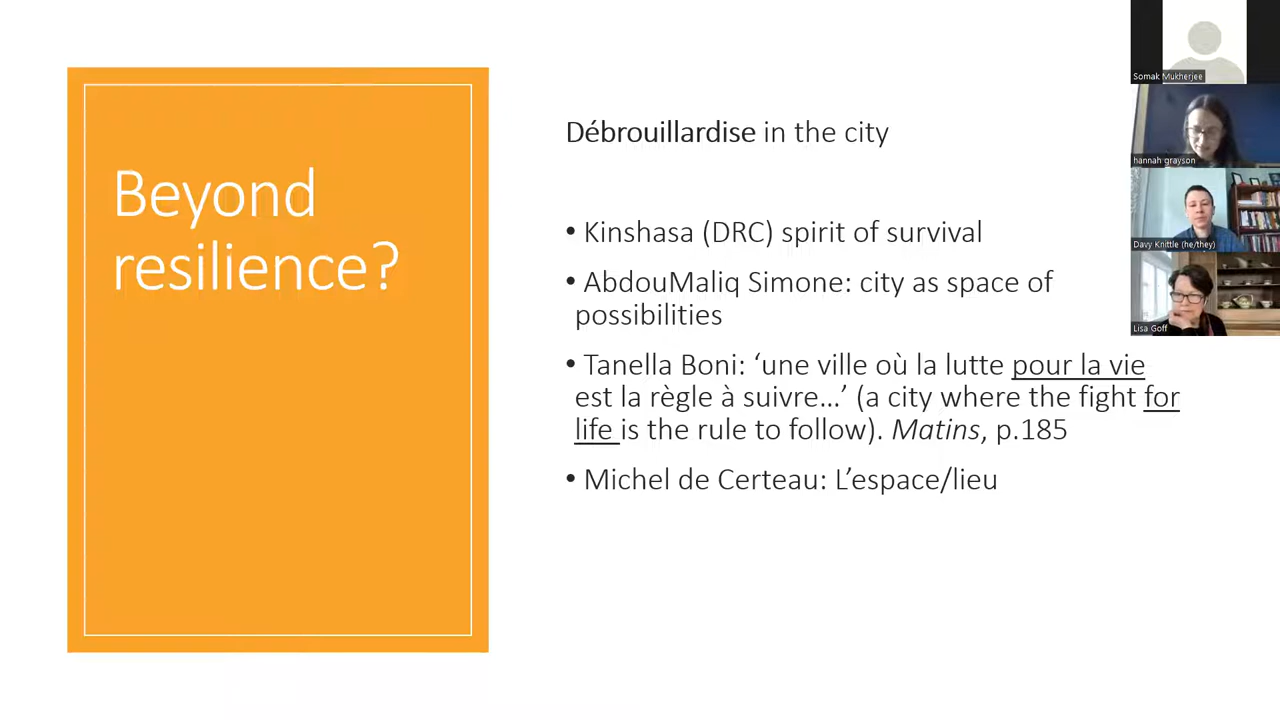 Beyond
resilience?
Débrouillardise in the city
• Kinshasa (DRC) spirit of survival
• AbdouMaliq Simone: city as space of
possibilities
• Tanella Boni: ‘une ville où la lutte pour la vie
est la règle à suivre…’ (a city where the fight for
life is the rule to follow). Matins, p.185
• Michel de Certeau: L’espace/lieu
Somak Mukherjee
hannah grayson
Davy Knittle (he/they)
Lisa Goff